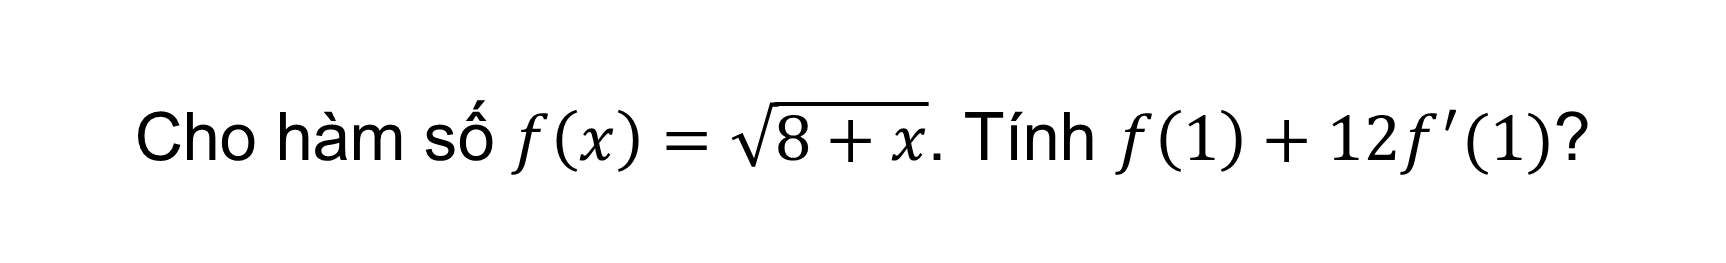 Cho hàm số f(x) = √(8 + x). Tính f(1) + 12f′(1)?